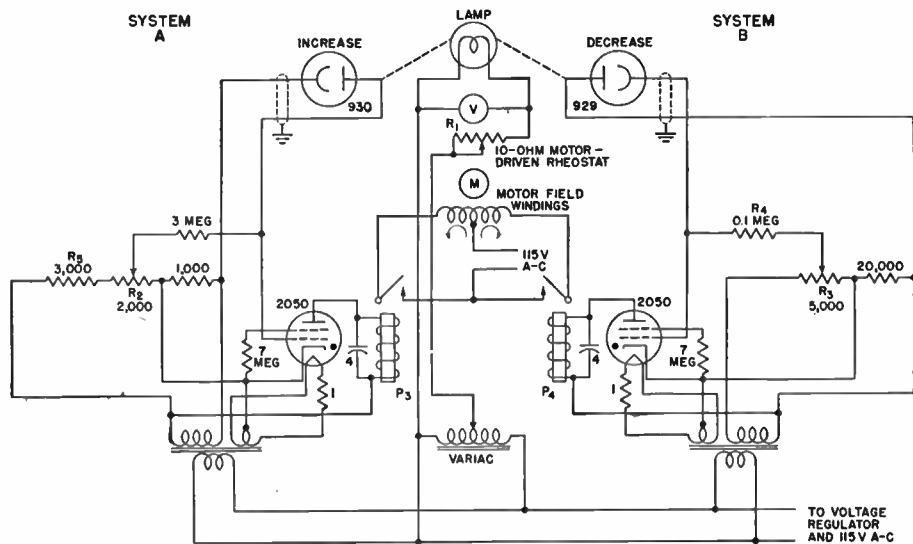 SYSTEM
A
LAMP
SYSTEM
B
INCREASE
DECREASE
930
929
V
R1
10-OHM MOTOR-
DRIVEN RHEOSTAT
M
MOTOR FIELD
WINDINGS
3 MEG
R4
0.1 MEG
R5
3,000
R2
2,000
1,000
115 V
A-C
R3
5,000
20,000
2050
2050
7
MEG
4
1
P3
P4
4
1
7
MEG
VARIAC
TO VOLTAGE
REGULATOR
AND 115 V A-C